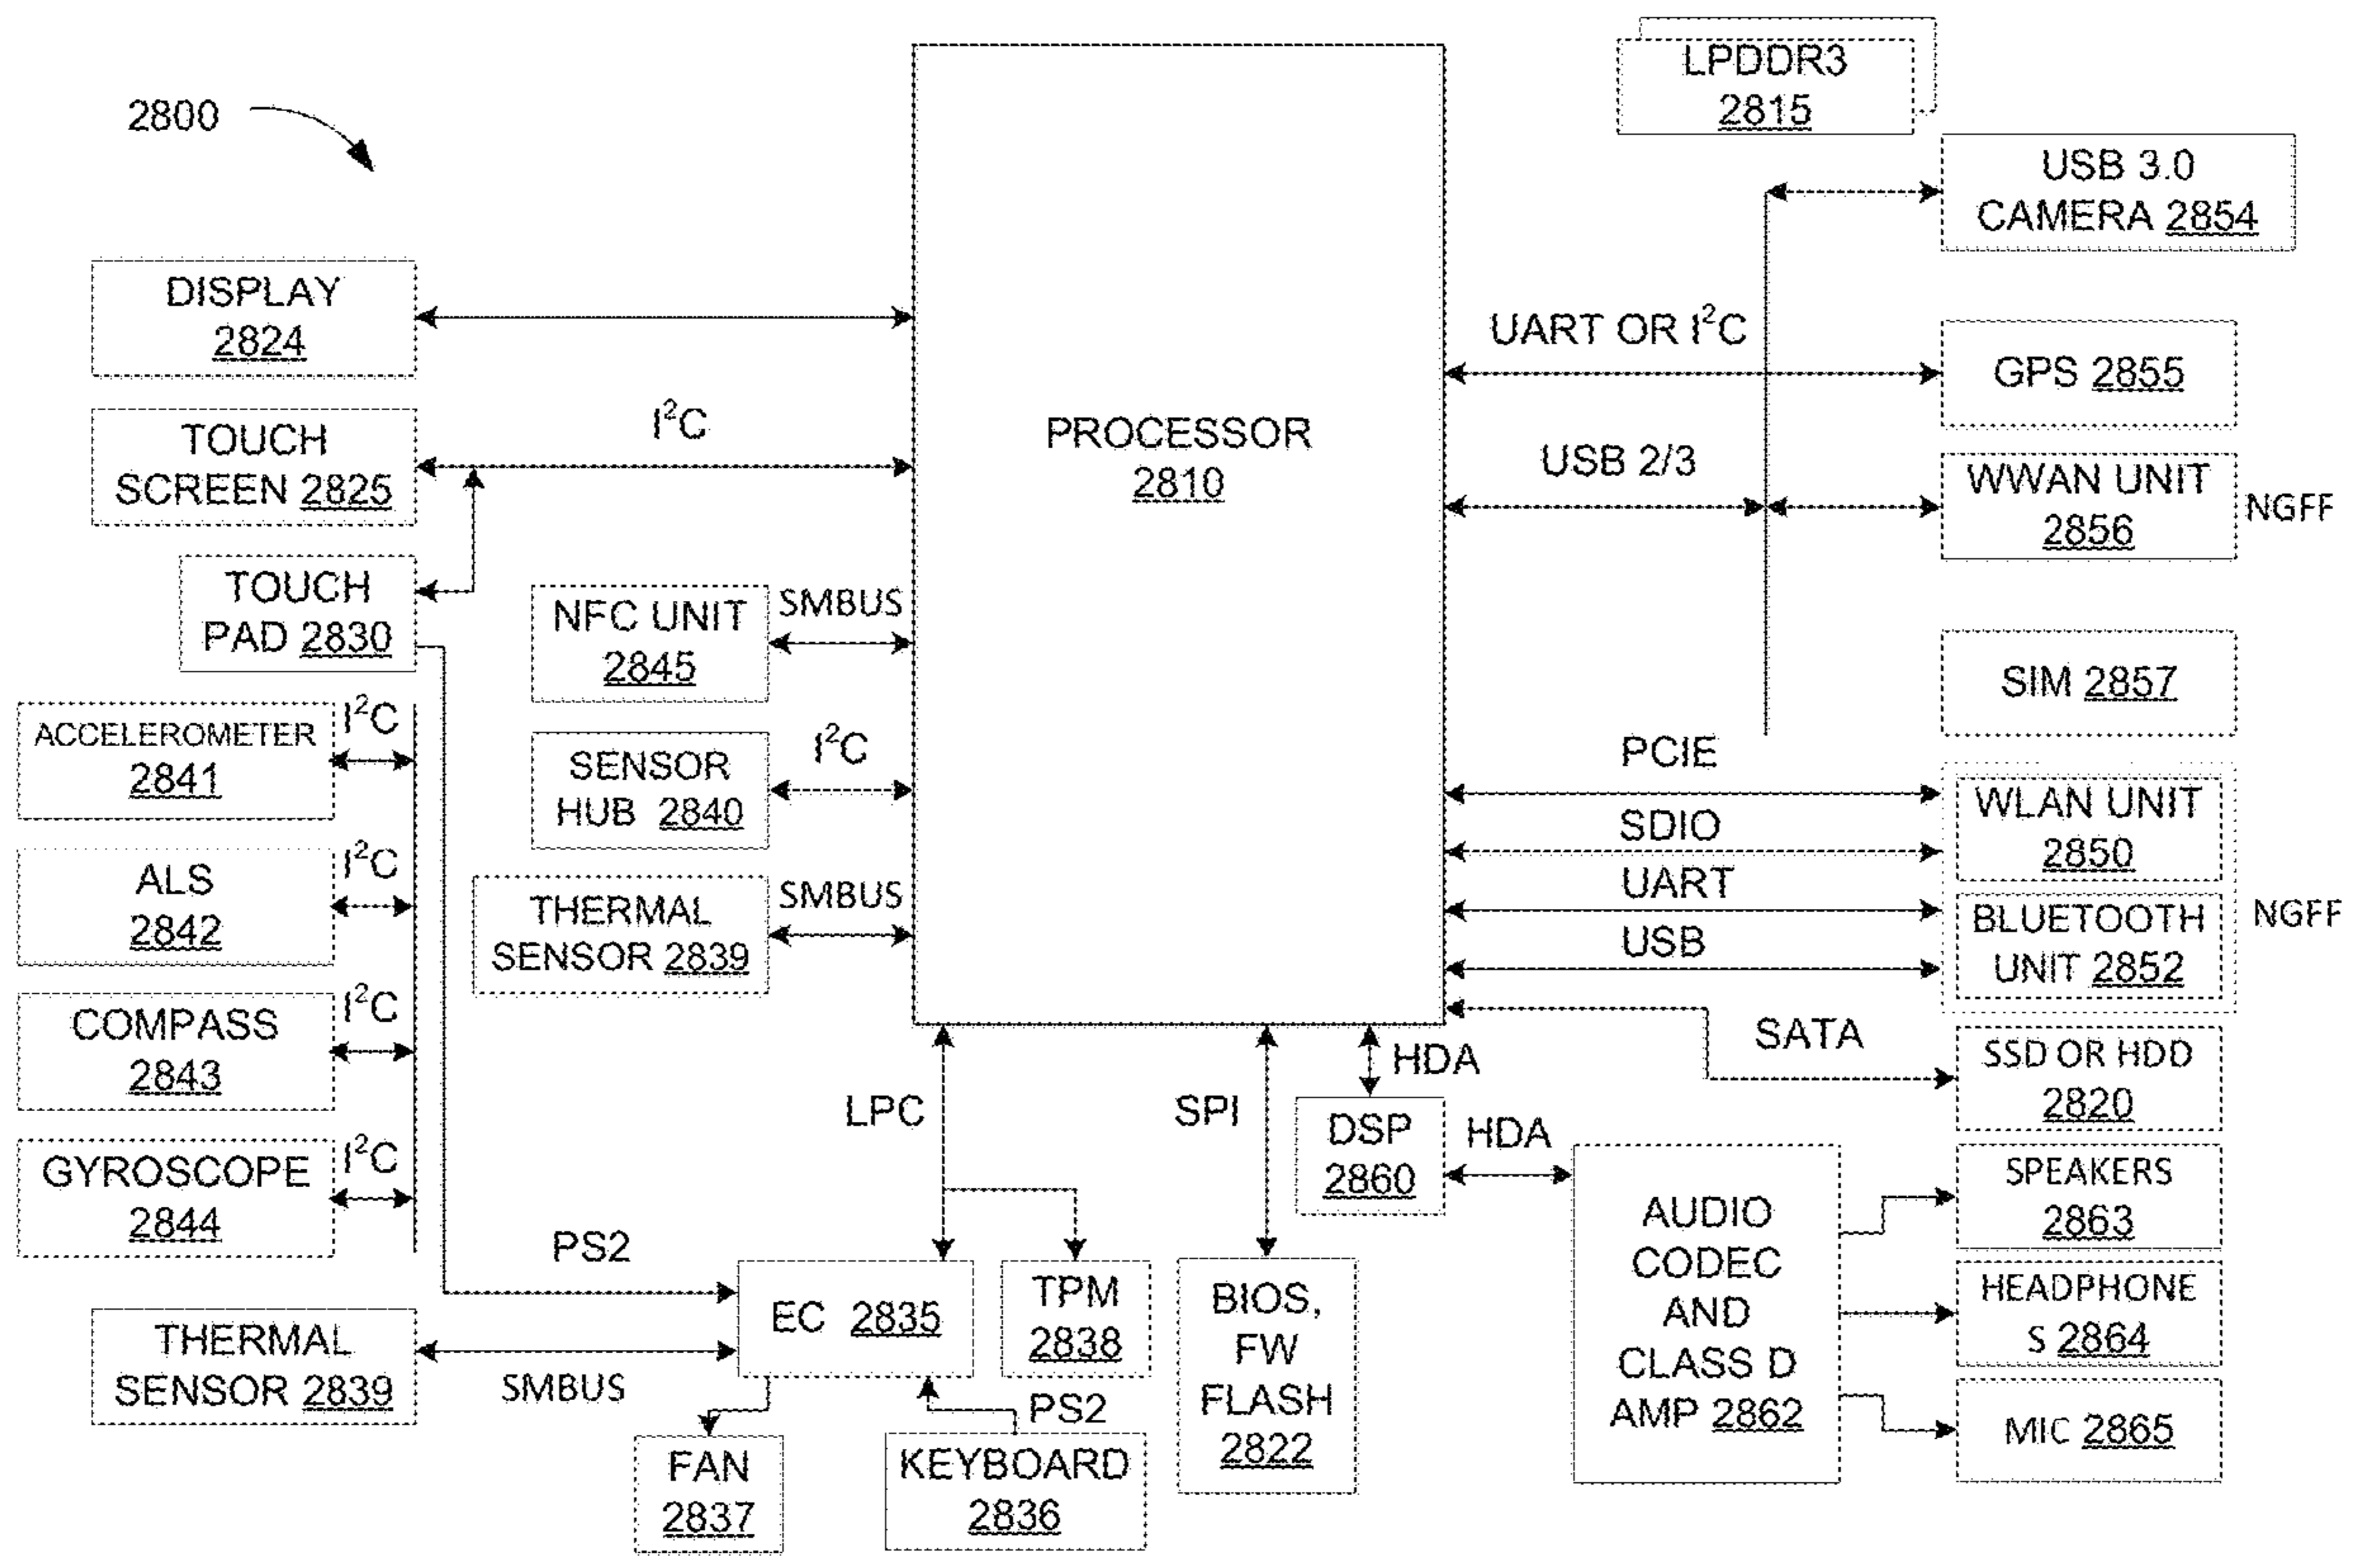 2800
LPDDR3
2815
USB 3.0
CAMERA 2854
DISPLAY
2824
UART OR I²C
GPS 2855
TOUCH
SCREEN 2825
I²C
PROCESSOR
2810
USB 2/3
WWAN UNIT
2856
NGFF
TOUCH
PAD 2830
NFC UNIT
2845
SMBUS
SIM 2857
ACCELEROMETER
2841
I²C
SENSOR
HUB 2840
I²C
PCIE
SDIO
UART
USB
WLAN UNIT
2850
BLUETOOTH
UNIT 2852
NGFF
ALS
2842
I²C
THERMAL
SENSOR 2839
SMBUS
COMPASS
2843
I²C
SATA
SSD OR HDD
2820
LPC
SPI
HDA
DSP
2860
HDA
GYROSCOPE
2844
I²C
SPEAKERS
2863
AUDIO
CODEC
AND
CLASS D
AMP 2862
HEADPHONE
S 2864
MIC 2865
PS2
EC 2835
TPM
2838
BIOS,
FW
FLASH
2822
THERMAL
SENSOR 2839
SMBUS
PS2
FAN
2837
KEYBOARD
2836